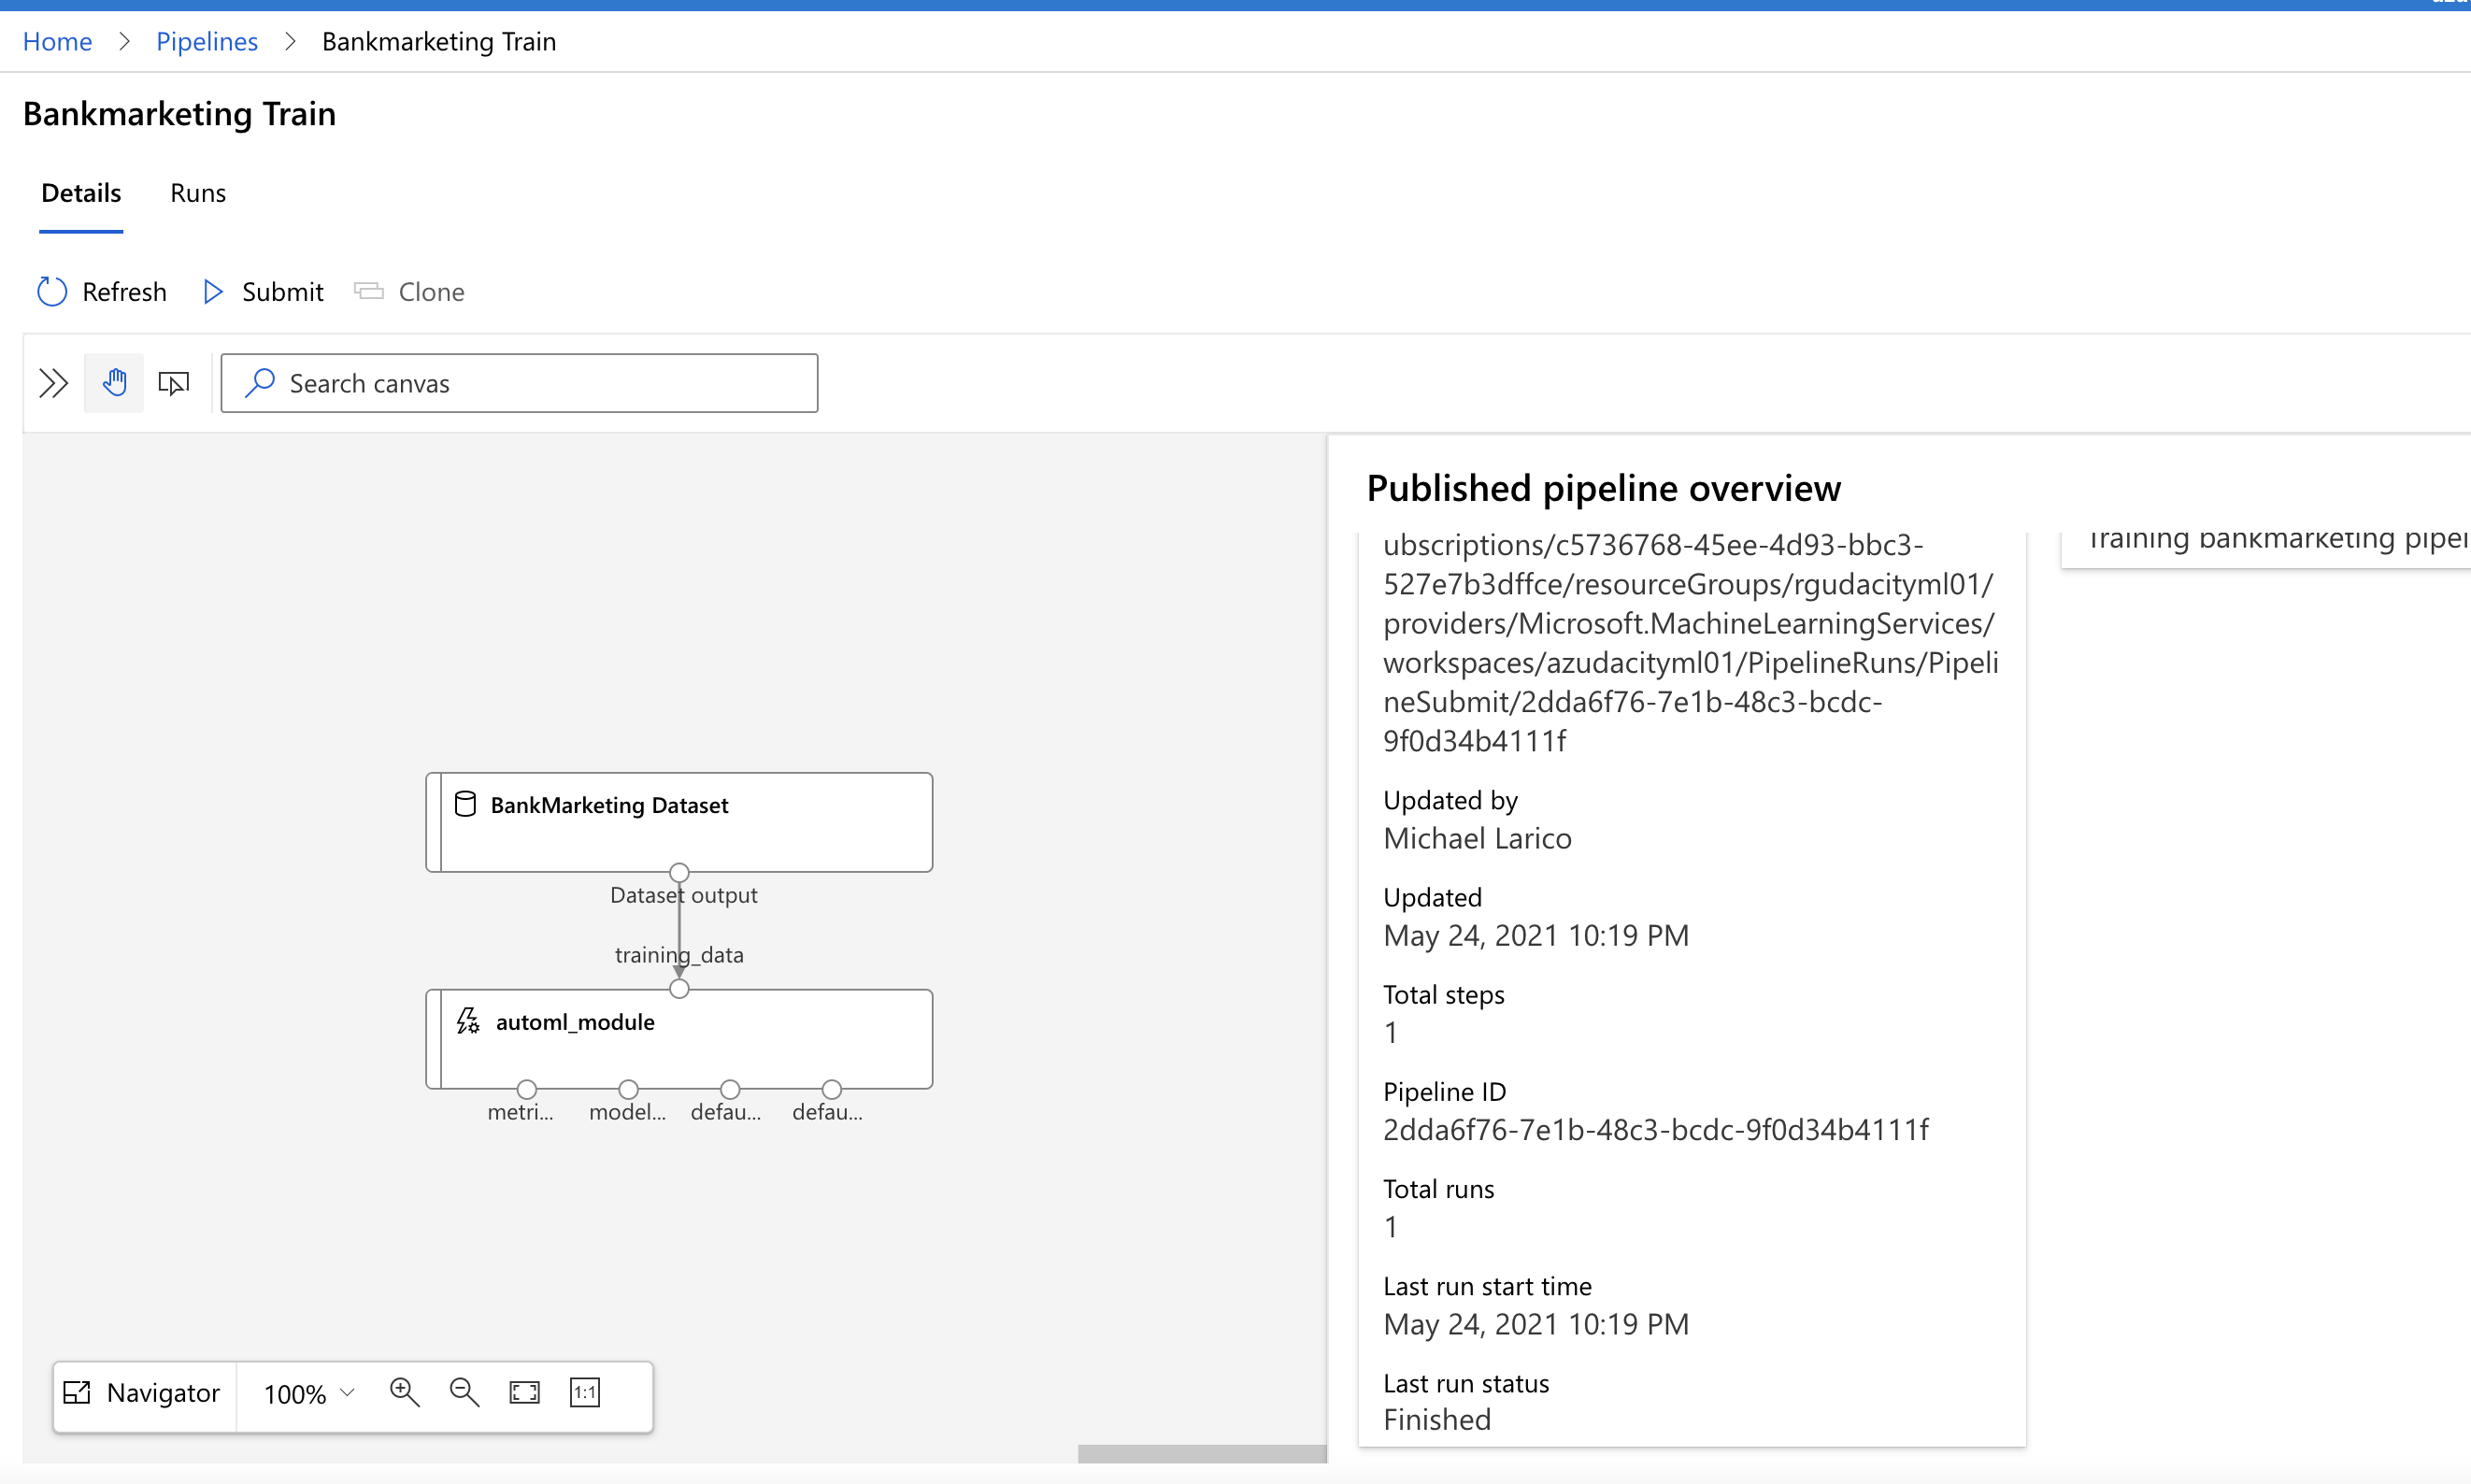 Home > Pipelines > Bankmarketing Train
Bankmarketing Train
Details Runs
Refresh Submit Clone
Search canvas
BankMarketing Dataset
Dataset output
training_data
automl_module
metri... model... defau... defau...
Navigator 100% 1:1
Published pipeline overview
ubscriptions/c5736768-45ee-4d93-bbc3-
527e7b3dffce/resourceGroups/rgudacityml01/
providers/Microsoft.MachineLearningServices/
workspaces/azudacityml01/PipelineRuns/Pipeli
neSubmit/2dda6f76-7e1b-48c3-bcdc-
9f0d34b4111f
Updated by
Michael Larico
Updated
May 24, 2021 10:19 PM
Total steps
1
Pipeline ID
2dda6f76-7e1b-48c3-bcdc-9f0d34b4111f
Total runs
1
Last run start time
May 24, 2021 10:19 PM
Last run status
Finished
Training bankmarketing pipel